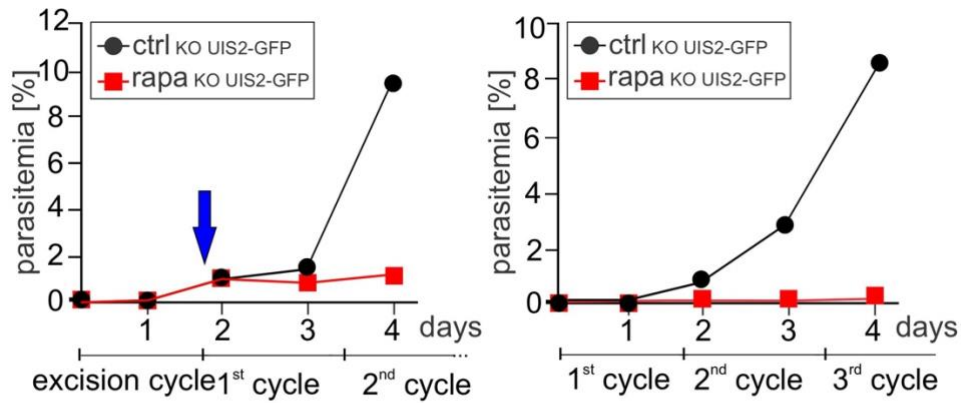 parasitemia [%]
12
10
8
6
4
2
0
ctrl KO UIS2-GFP
rapa KO UIS2-GFP
1 2 3 4 days
excision cycle 1st cycle 2nd cycle
parasitemia [%]
10
8
6
4
2
0
ctrl KO UIS2-GFP
rapa KO UIS2-GFP
1 2 3 4 days
1st cycle 2nd cycle 3rd cycle